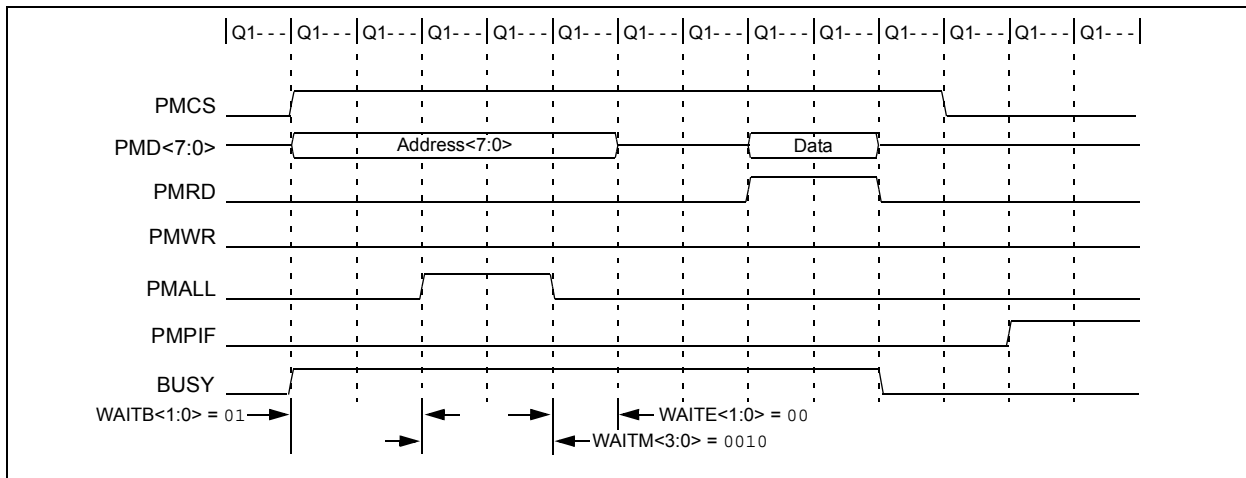 Q1- - - Q1- - - Q1- - - Q1- - - Q1- - - Q1- - - Q1- - - Q1- - - Q1- - - Q1- - - Q1- - - Q1- - - Q1- - - Q1- - -
PMCS
PMD<7:0> Address<7:0> Data
PMRD
PMWR
PMALL
PMPIF
BUSY
WAITB<1:0> = 01 WAITE<1:0> = 00
WAITM<3:0> = 0010